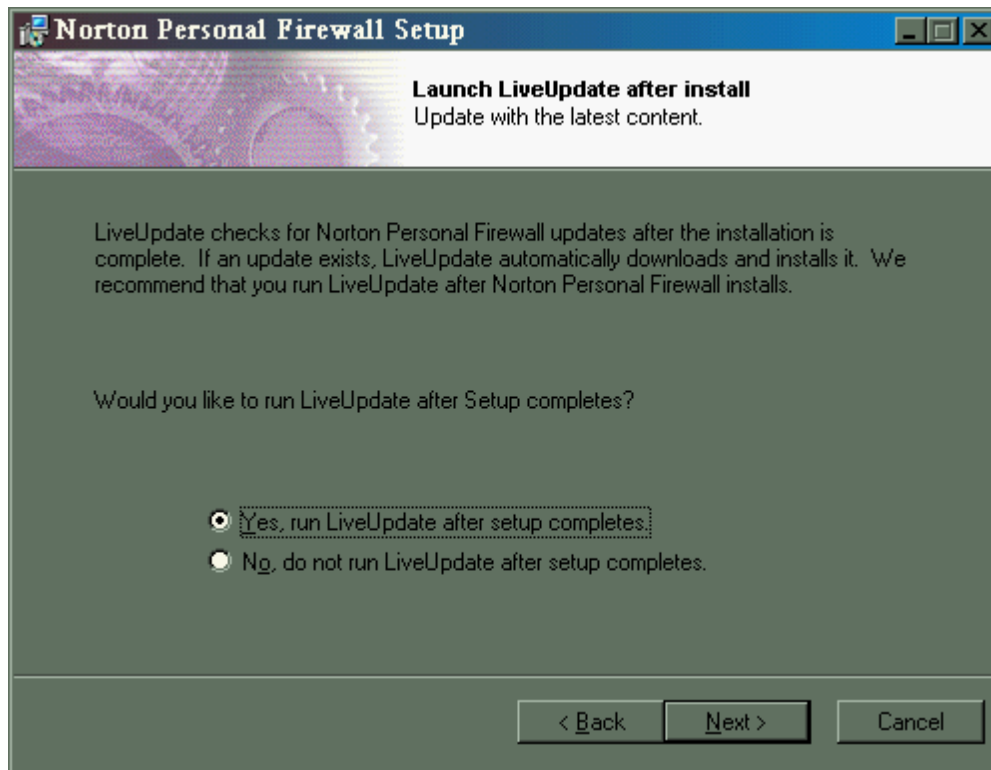 Norton Personal Firewall Setup
Launch LiveUpdate after install
Update with the latest content.
LiveUpdate checks for Norton Personal Firewall updates after the installation is
complete.  If an update exists, LiveUpdate automatically downloads and installs it.  We
recommend that you run LiveUpdate after Norton Personal Firewall installs.
Would you like to run LiveUpdate after Setup completes?
Yes, run LiveUpdate after setup completes.
No, do not run LiveUpdate after setup completes.
< Back Next > Cancel